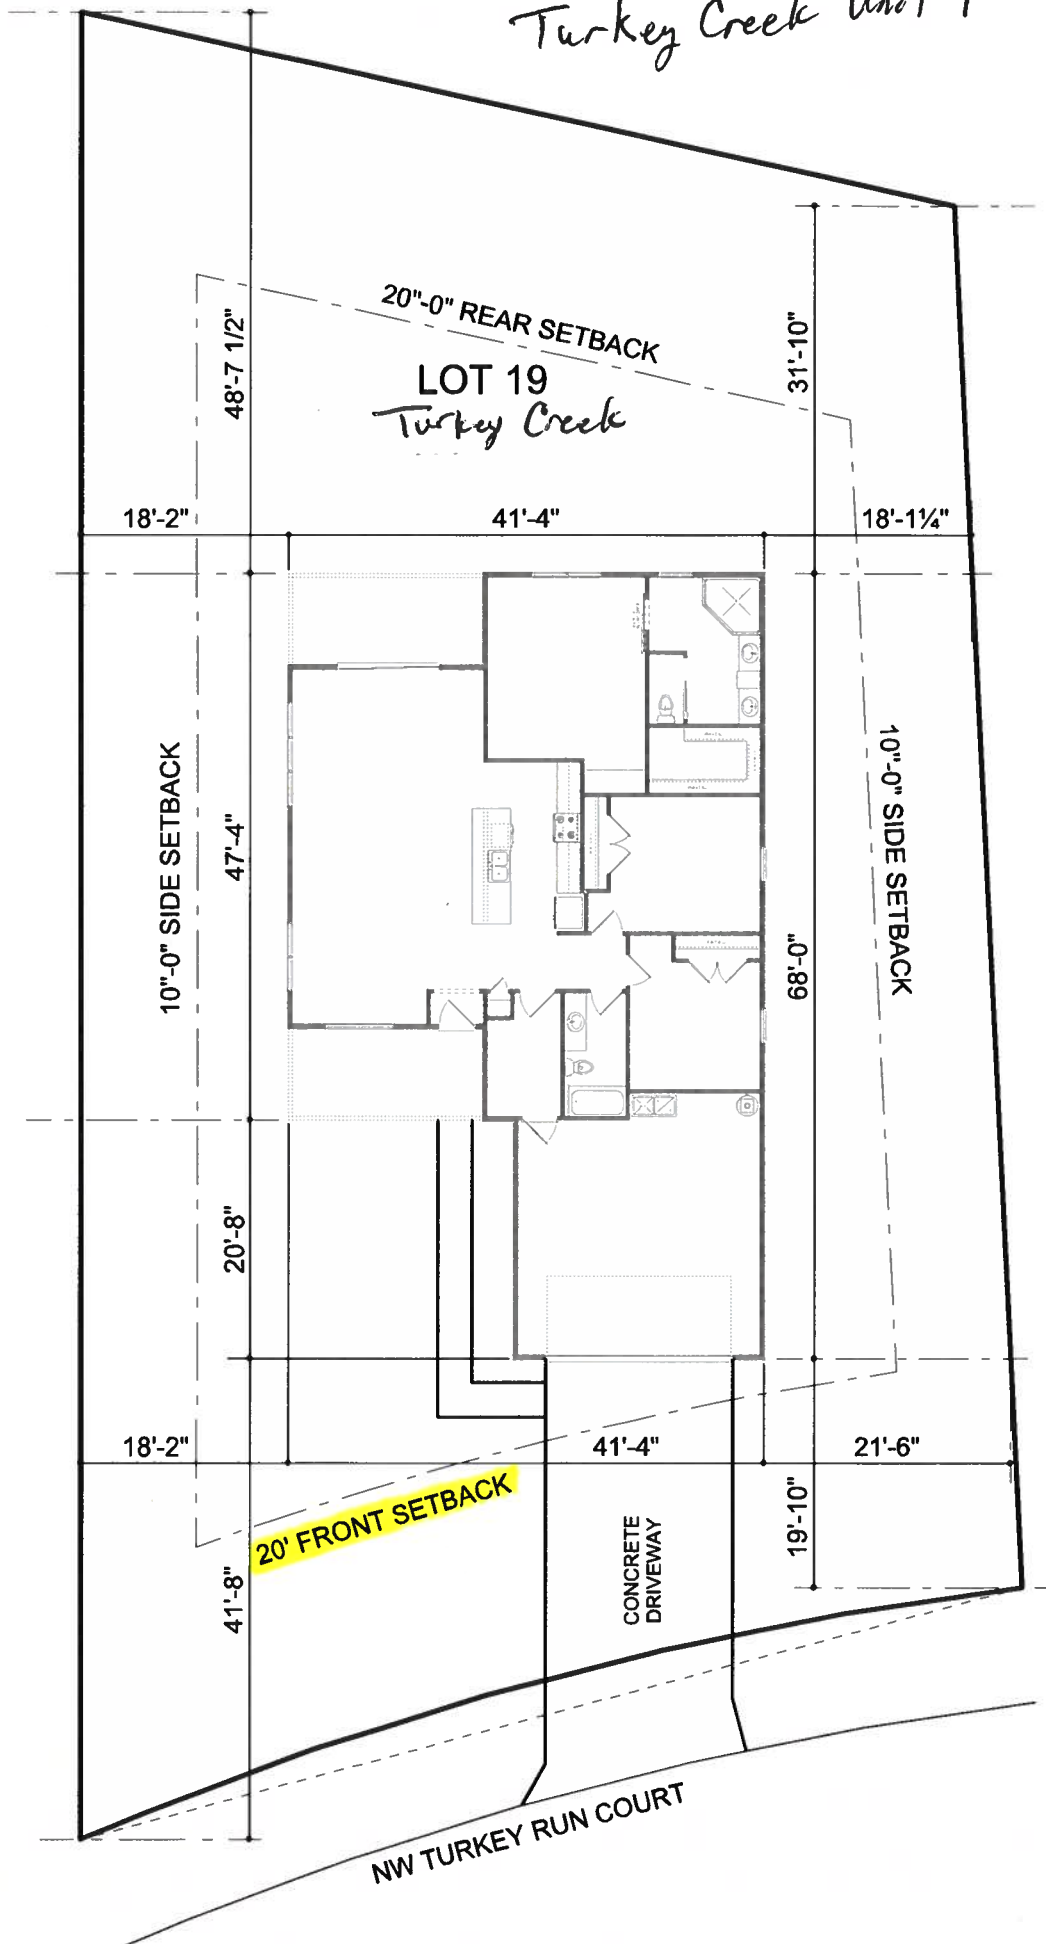 Turkey Creek Unit 1
20"-0" REAR SETBACK
LOT 19
Turkey Creek
48'-7 1/2"
31'-10"
18'-2"
41'-4"
18'-1¼"
10"-0" SIDE SETBACK
47'-4"
68'-0"
10"-0" SIDE SETBACK
20'-8"
18'-2"
41'-4"
21'-6"
20' FRONT SETBACK
41'-8"
CONCRETE
DRIVEWAY
19'-10"
NW TURKEY RUN COURT